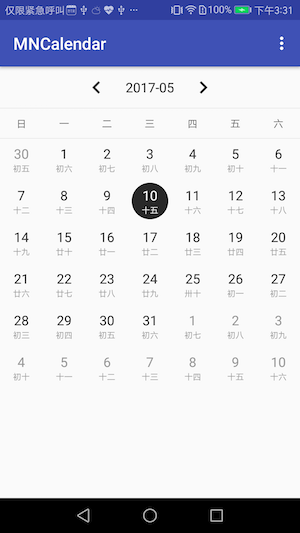 仅限紧急呼叫 100% 下午3:31
MNCalendar
2017-05
日 一 二 三 四 五 六
30 1 2 3 4 5 6
初五 初六 初七 初八 初九 初十 十一
7 8 9 10 11 12 13
十二 十三 十四 十五 十六 十七 十八
14 15 16 17 18 19 20
十九 二十 廿一 廿二 廿三 廿四 廿五
21 22 23 24 25 26 27
廿六 廿七 廿八 廿九 卅十 初一 初二
28 29 30 31 1 2 3
初三 初四 初五 初六 初七 初八 初九
4 5 6 7 8 9 10
初十 十一 十二 十三 十四 十五 十六